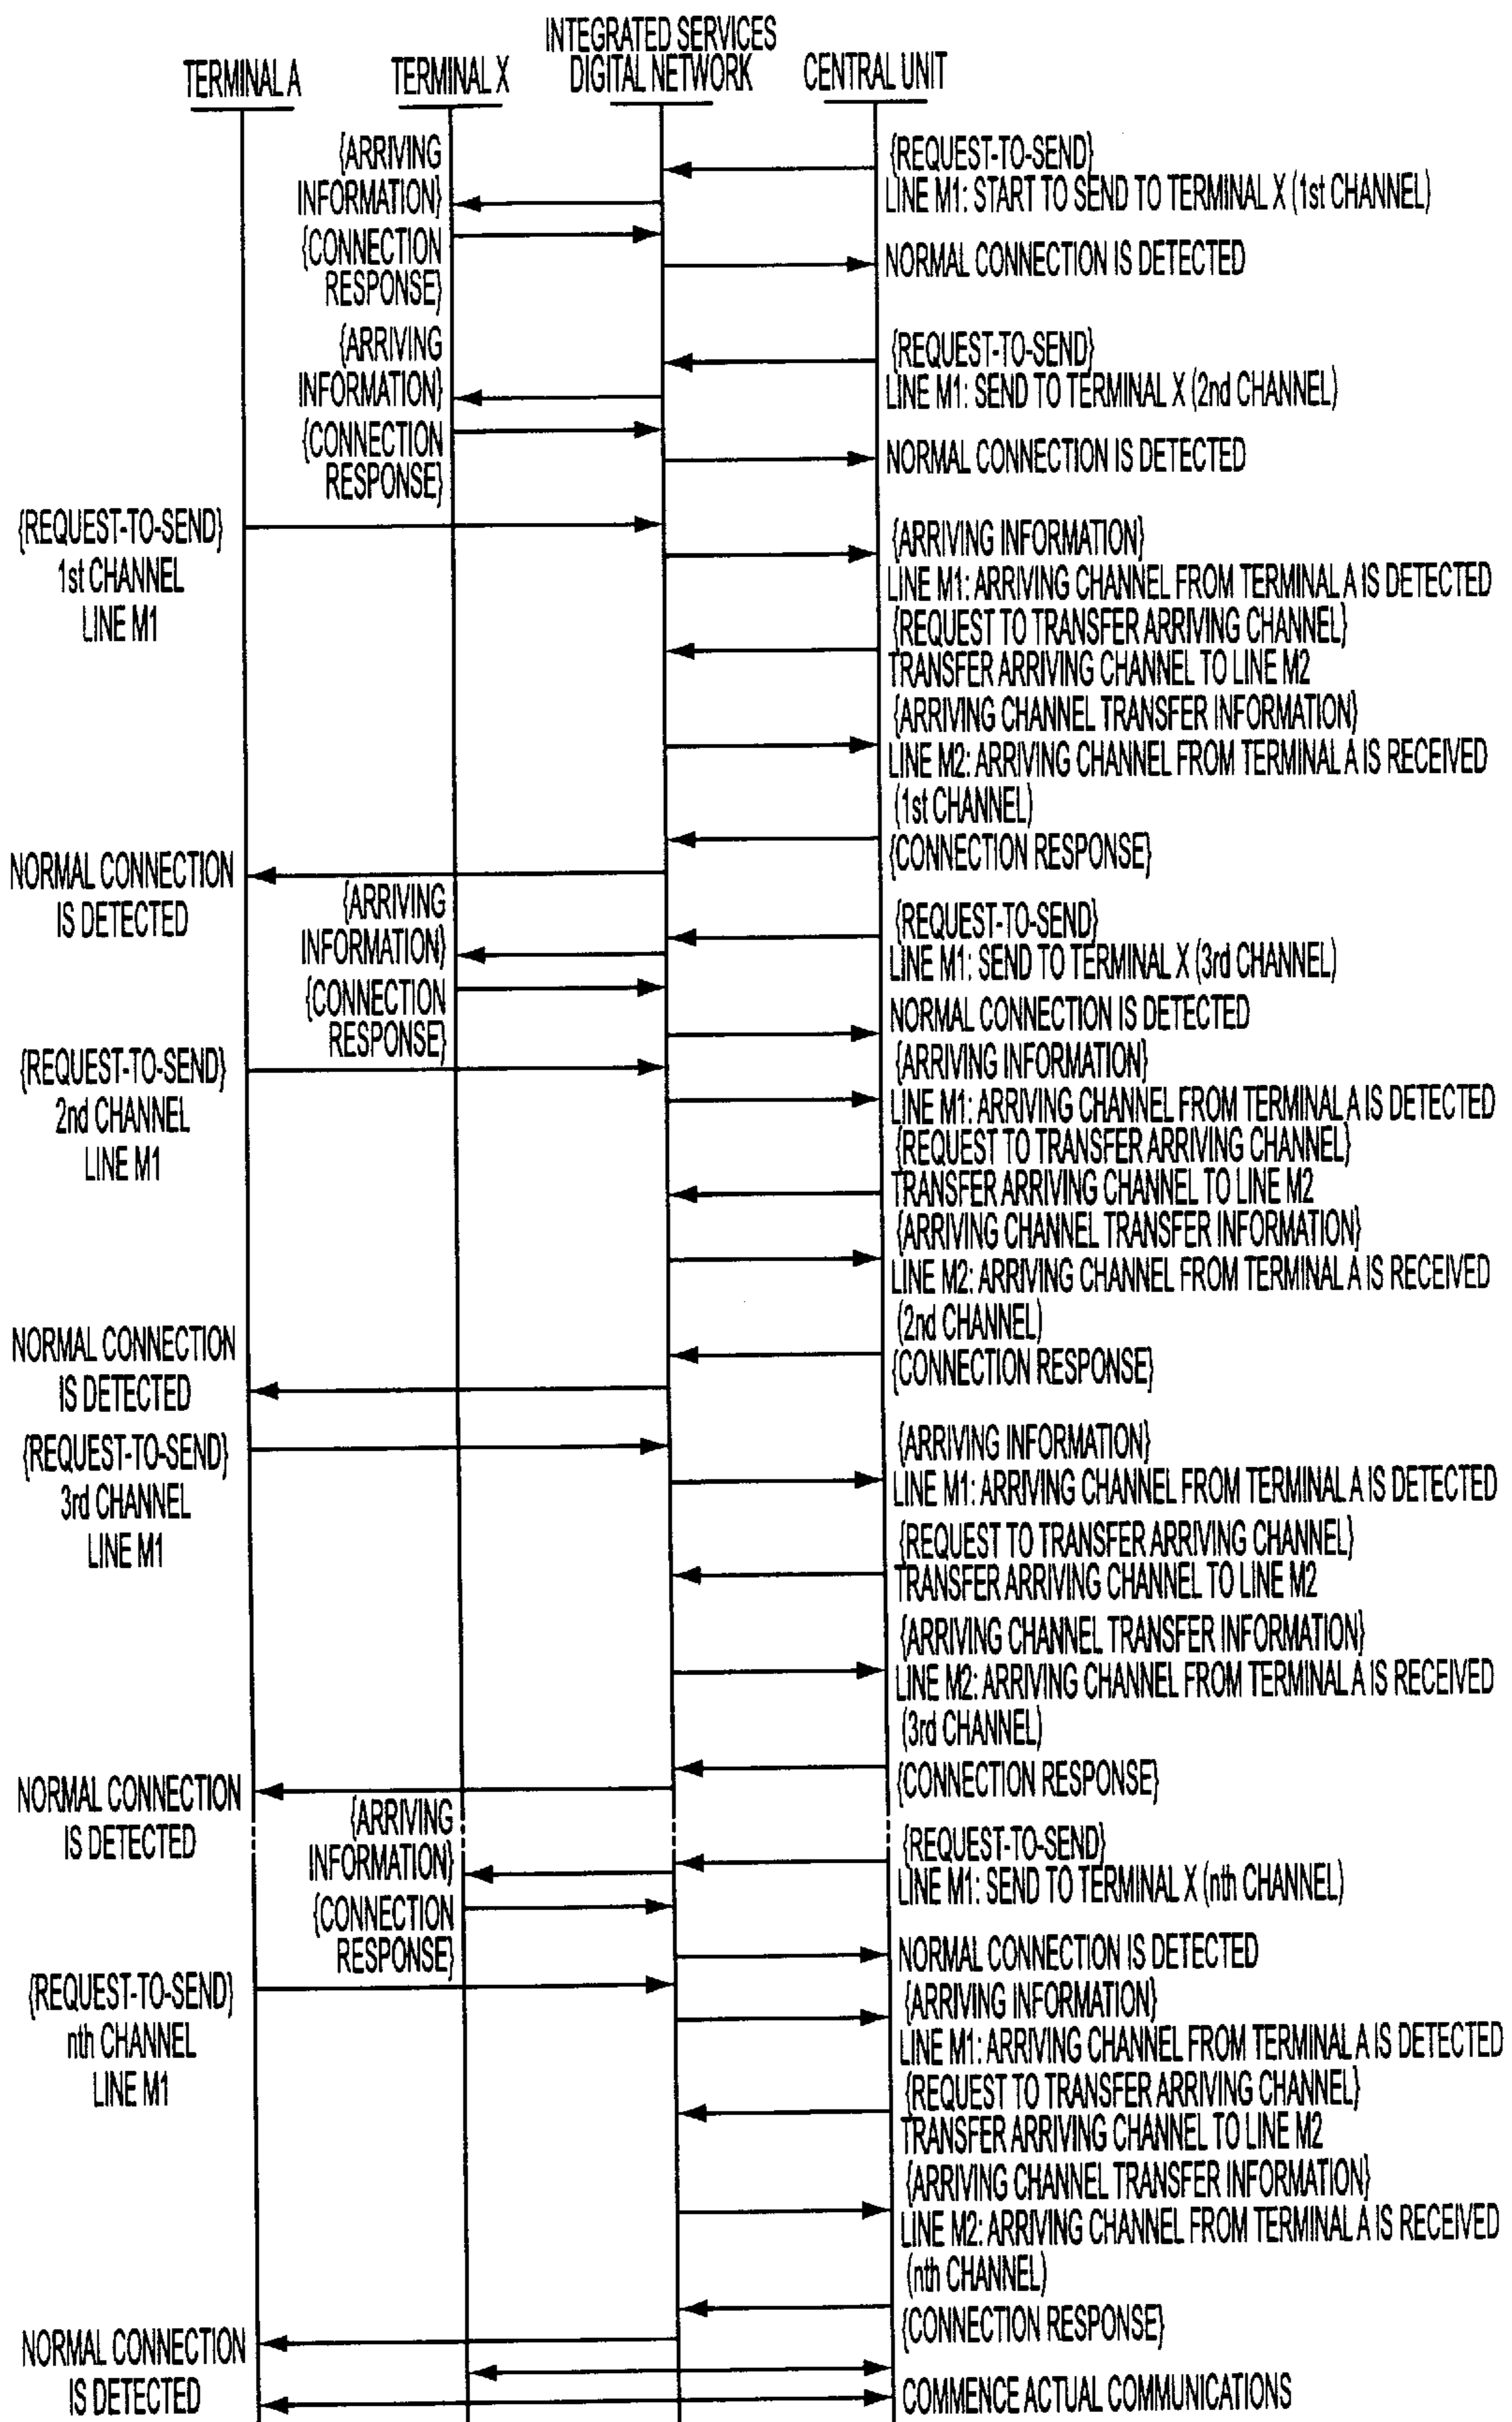 INTEGRATED SERVICES
DIGITAL NETWORK
TERMINAL A
TERMINAL X
CENTRAL UNIT
{ARRIVING
INFORMATION}
{REQUEST-TO-SEND}
LINE M1: START TO SEND TO TERMINAL X (1st CHANNEL)
{CONNECTION
RESPONSE}
NORMAL CONNECTION IS DETECTED
{ARRIVING
INFORMATION}
{REQUEST-TO-SEND}
LINE M1: SEND TO TERMINAL X (2nd CHANNEL)
{CONNECTION
RESPONSE}
NORMAL CONNECTION IS DETECTED
{REQUEST-TO-SEND}
1st CHANNEL
LINE M1
{ARRIVING INFORMATION}
LINE M1: ARRIVING CHANNEL FROM TERMINAL A IS DETECTED
{REQUEST TO TRANSFER ARRIVING CHANNEL}
TRANSFER ARRIVING CHANNEL TO LINE M2
{ARRIVING CHANNEL TRANSFER INFORMATION}
LINE M2: ARRIVING CHANNEL FROM TERMINAL A IS RECEIVED
(1st CHANNEL)
{CONNECTION RESPONSE}
NORMAL CONNECTION
IS DETECTED
{ARRIVING
INFORMATION}
{REQUEST-TO-SEND}
LINE M1: SEND TO TERMINAL X (3rd CHANNEL)
{CONNECTION
RESPONSE}
NORMAL CONNECTION IS DETECTED
{REQUEST-TO-SEND}
2nd CHANNEL
LINE M1
{ARRIVING INFORMATION}
LINE M1: ARRIVING CHANNEL FROM TERMINAL A IS DETECTED
{REQUEST TO TRANSFER ARRIVING CHANNEL}
TRANSFER ARRIVING CHANNEL TO LINE M2
{ARRIVING CHANNEL TRANSFER INFORMATION}
LINE M2: ARRIVING CHANNEL FROM TERMINAL A IS RECEIVED
(2nd CHANNEL)
{CONNECTION RESPONSE}
NORMAL CONNECTION
IS DETECTED
{REQUEST-TO-SEND}
3rd CHANNEL
LINE M1
{ARRIVING INFORMATION}
LINE M1: ARRIVING CHANNEL FROM TERMINAL A IS DETECTED
{REQUEST TO TRANSFER ARRIVING CHANNEL}
TRANSFER ARRIVING CHANNEL TO LINE M2
{ARRIVING CHANNEL TRANSFER INFORMATION}
LINE M2: ARRIVING CHANNEL FROM TERMINAL A IS RECEIVED
(3rd CHANNEL)
{CONNECTION RESPONSE}
NORMAL CONNECTION
IS DETECTED
{ARRIVING
INFORMATION}
{REQUEST-TO-SEND}
LINE M1: SEND TO TERMINAL X (nth CHANNEL)
{CONNECTION
RESPONSE}
NORMAL CONNECTION IS DETECTED
{REQUEST-TO-SEND}
nth CHANNEL
LINE M1
{ARRIVING INFORMATION}
LINE M1: ARRIVING CHANNEL FROM TERMINAL A IS DETECTED
{REQUEST TO TRANSFER ARRIVING CHANNEL}
TRANSFER ARRIVING CHANNEL TO LINE M2
{ARRIVING CHANNEL TRANSFER INFORMATION}
LINE M2: ARRIVING CHANNEL FROM TERMINAL A IS RECEIVED
(nth CHANNEL)
{CONNECTION RESPONSE}
NORMAL CONNECTION
IS DETECTED
COMMENCE ACTUAL COMMUNICATIONS